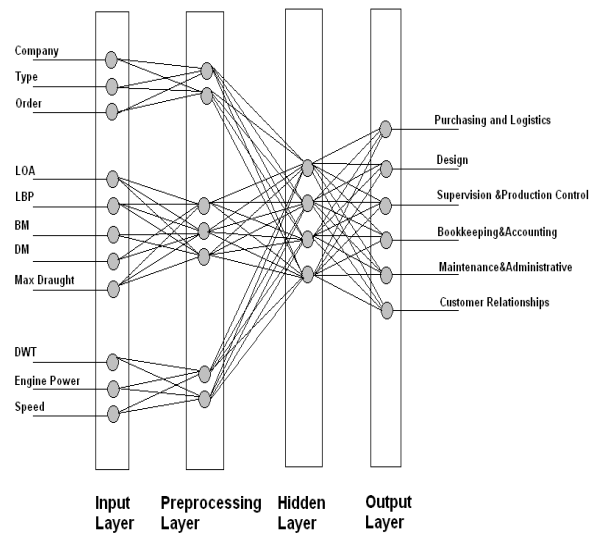 Company
Type
Order
LOA
LBP
BM
DM
Max Draught
DWT
Engine Power
Speed
Purchasing and Logistics
Design
Supervision &Production Control
Bookkeeping&Accounting
Maintenance&Administrative
Customer Relationships
Input
Layer
Preprocessing
Layer
Hidden
Layer
Output
Layer